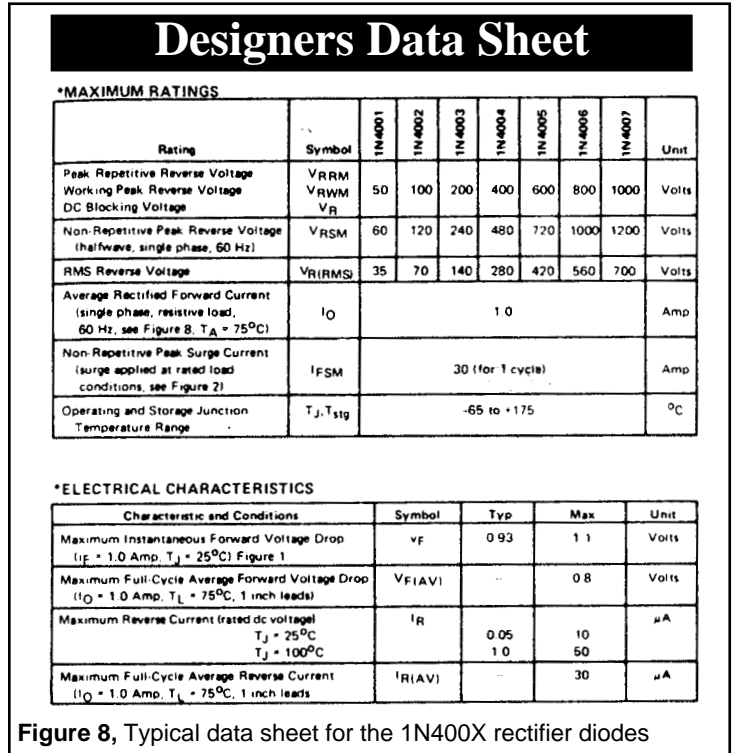 Designers Data Sheet
*MAXIMUM RATINGS
Rating Symbol 1N4001 1N4002 1N4003 1N4004 1N4005 1N4006 1N4007 Unit
Peak Repetitive Reverse Voltage VRRM
Working Peak Reverse Voltage VRWM 50 100 200 400 600 800 1000 Volts
DC Blocking Voltage VR
Non-Repetitive Peak Reverse Voltage VRSM 60 120 240 480 720 1000 1200 Volts
(halfwave, single phase, 60 Hz)
RMS Reverse Voltage VR(RMS) 35 70 140 280 420 560 700 Volts
Average Rectified Forward Current IO 1.0 Amp
(single phase, resistive load,
60 Hz, see Figure 8, TA = 75°C)
Non-Repetitive Peak Surge Current IFSM 30 (for 1 cycle) Amp
(surge applied at rated load
conditions, see Figure 2)
Operating and Storage Junction TJ, Tstg -65 to +175 °C
Temperature Range
*ELECTRICAL CHARACTERISTICS
Characteristic and Conditions Symbol Typ Max Unit
Maximum Instantaneous Forward Voltage Drop vF 0.93 1.1 Volts
(iF = 1.0 Amp, TJ = 25°C) Figure 1
Maximum Full-Cycle Average Forward Voltage Drop VF(AV) -- 0.8 Volts
(IO = 1.0 Amp, TL = 75°C, 1 inch leads)
Maximum Reverse Current (rated dc voltage) IR µA
TJ = 25°C 0.05 10
TJ = 100°C 1.0 50
Maximum Full-Cycle Average Reverse Current IR(AV) -- 30 µA
(IO = 1.0 Amp, TL = 75°C, 1 inch leads
Figure 8, Typical data sheet for the 1N400X rectifier diodes